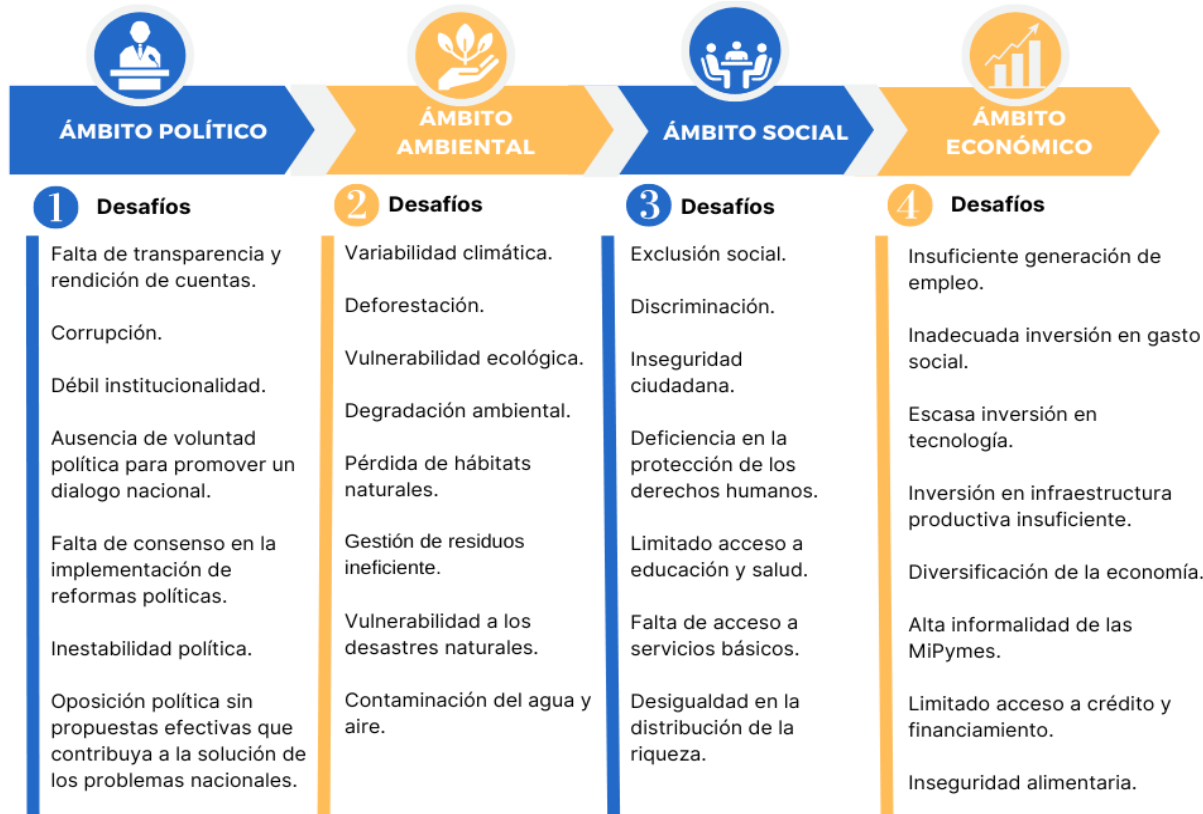 ÁMBITO POLÍTICO
ÁMBITO
AMBIENTAL
ÁMBITO SOCIAL
ÁMBITO
ECONÓMICO
1 Desafíos
Falta de transparencia y
rendición de cuentas.
Corrupción.
Débil institucionalidad.
Ausencia de voluntad
política para promover un
dialogo nacional.
Falta de consenso en la
implementación de
reformas políticas.
Inestabilidad política.
Oposición política sin
propuestas efectivas que
contribuya a la solución de
los problemas nacionales.
2 Desafíos
Variabilidad climática.
Deforestación.
Vulnerabilidad ecológica.
Degradación ambiental.
Pérdida de hábitats
naturales.
Gestión de residuos
ineficiente.
Vulnerabilidad a los
desastres naturales.
Contaminación del agua y
aire.
3 Desafíos
Exclusión social.
Discriminación.
Inseguridad
ciudadana.
Deficiencia en la
protección de los
derechos humanos.
Limitado acceso a
educación y salud.
Falta de acceso a
servicios básicos.
Desigualdad en la
distribución de la
riqueza.
4 Desafíos
Insuficiente generación de
empleo.
Inadecuada inversión en gasto
social.
Escasa inversión en
tecnología.
Inversión en infraestructura
productiva insuficiente.
Diversificación de la economía.
Alta informalidad de las
MiPymes.
Limitado acceso a crédito y
financiamiento.
Inseguridad alimentaria.